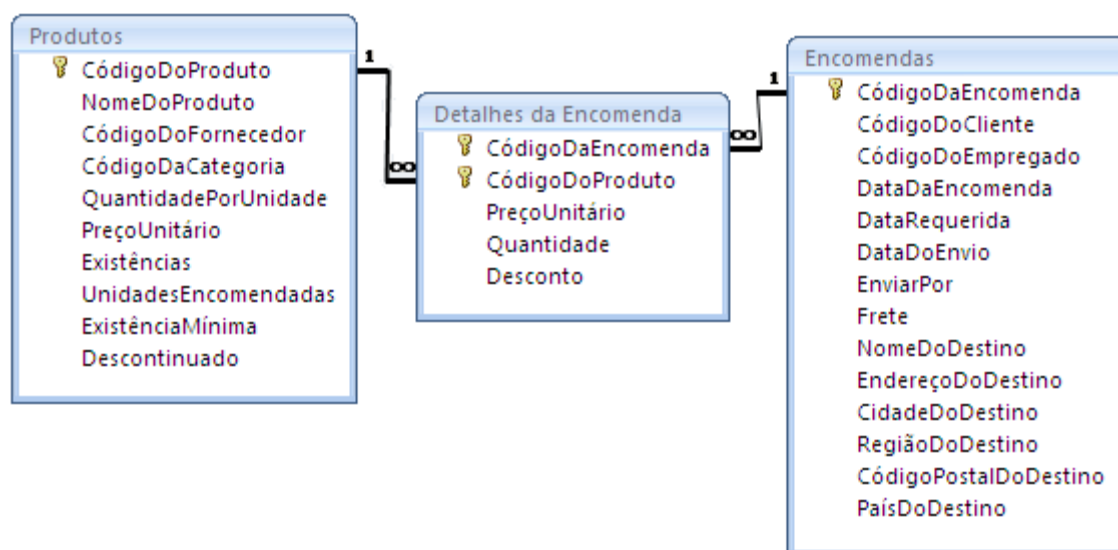 Produtos
CódigoDoProduto
NomeDoProduto
CódigoDoFornecedor
CódigoDaCategoria
QuantidadePorUnidade
PreçoUnitário
Existências
UnidadesEncomendadas
ExistênciaMínima
Descontinuado
1
∞
Detalhes da Encomenda
CódigoDaEncomenda
CódigoDoProduto
PreçoUnitário
Quantidade
Desconto
∞
1
Encomendas
CódigoDaEncomenda
CódigoDoCliente
CódigoDoEmpregado
DataDaEncomenda
DataRequerida
DataDoEnvio
EnviarPor
Frete
NomeDoDestino
EndereçoDoDestino
CidadeDoDestino
RegiãoDoDestino
CódigoPostalDoDestino
PaísDoDestino